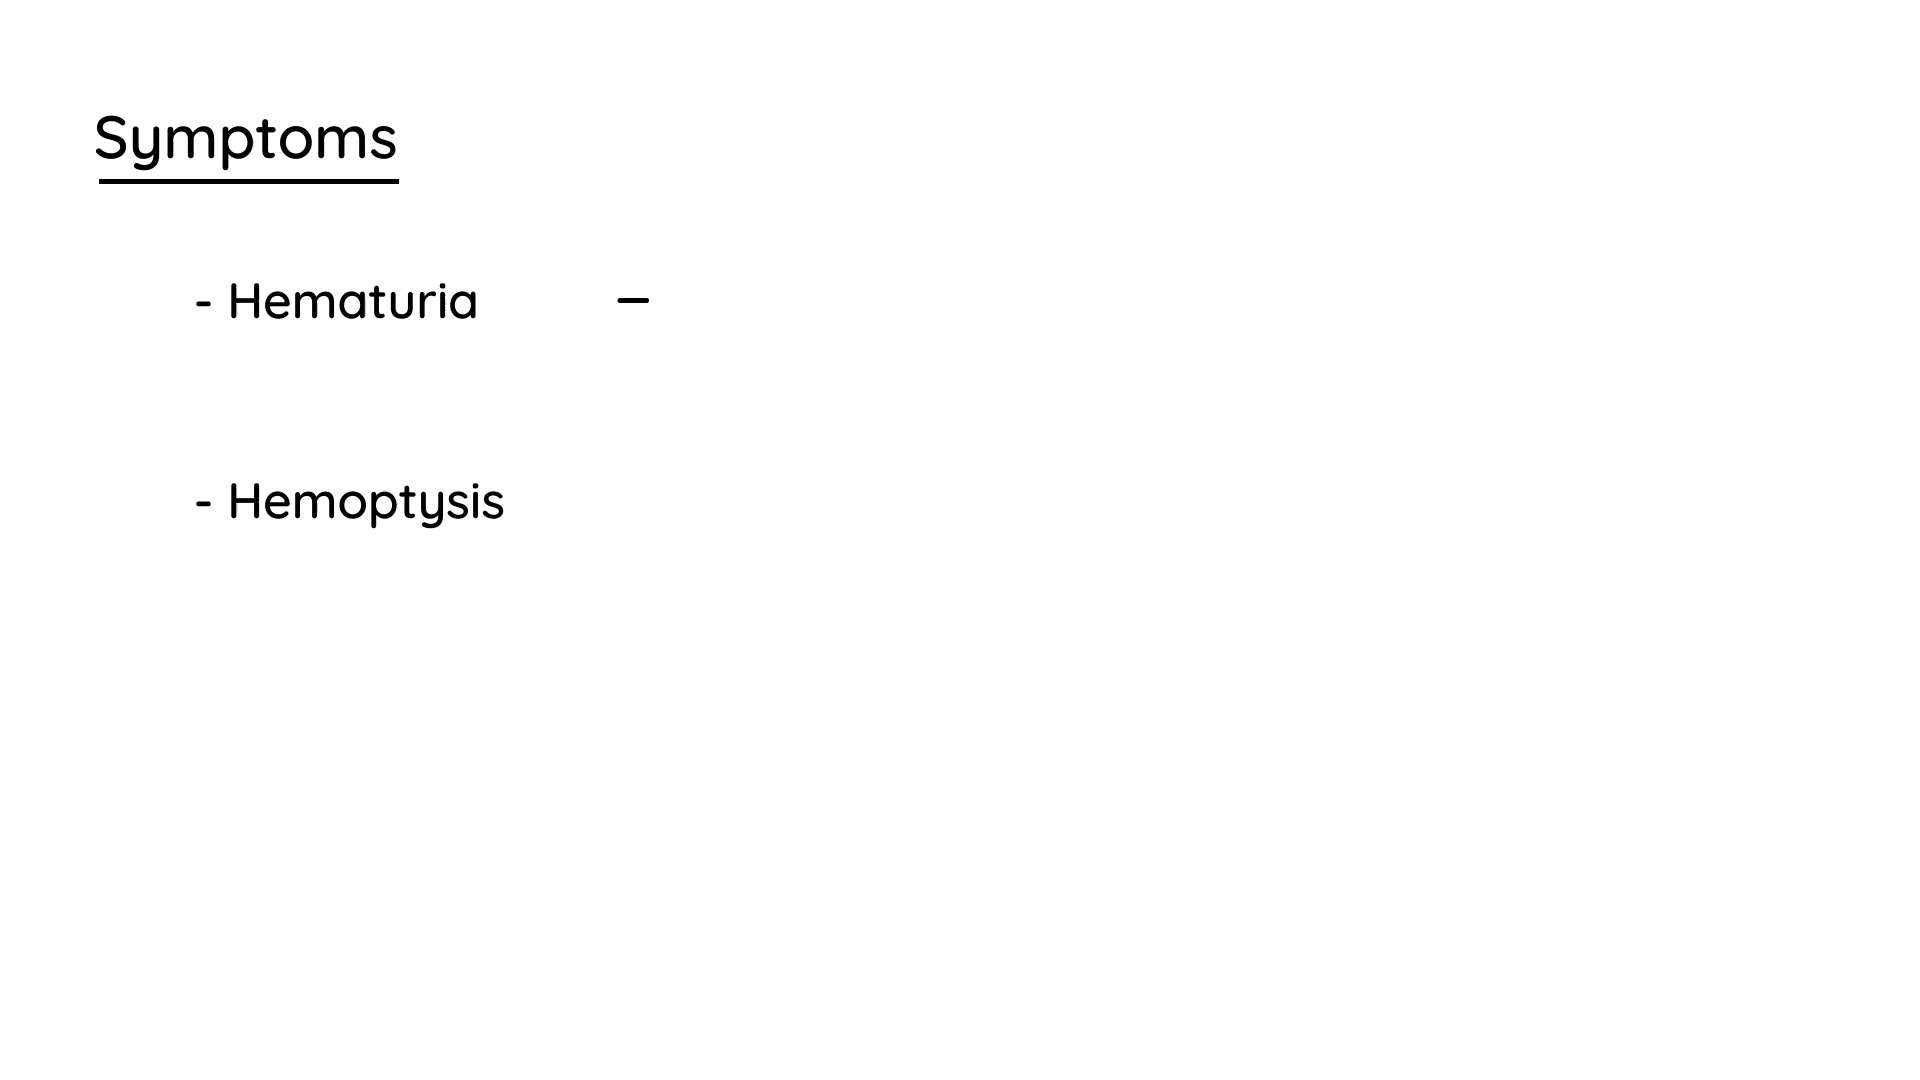 Symptoms
- Hematuria —
- Hemoptysis